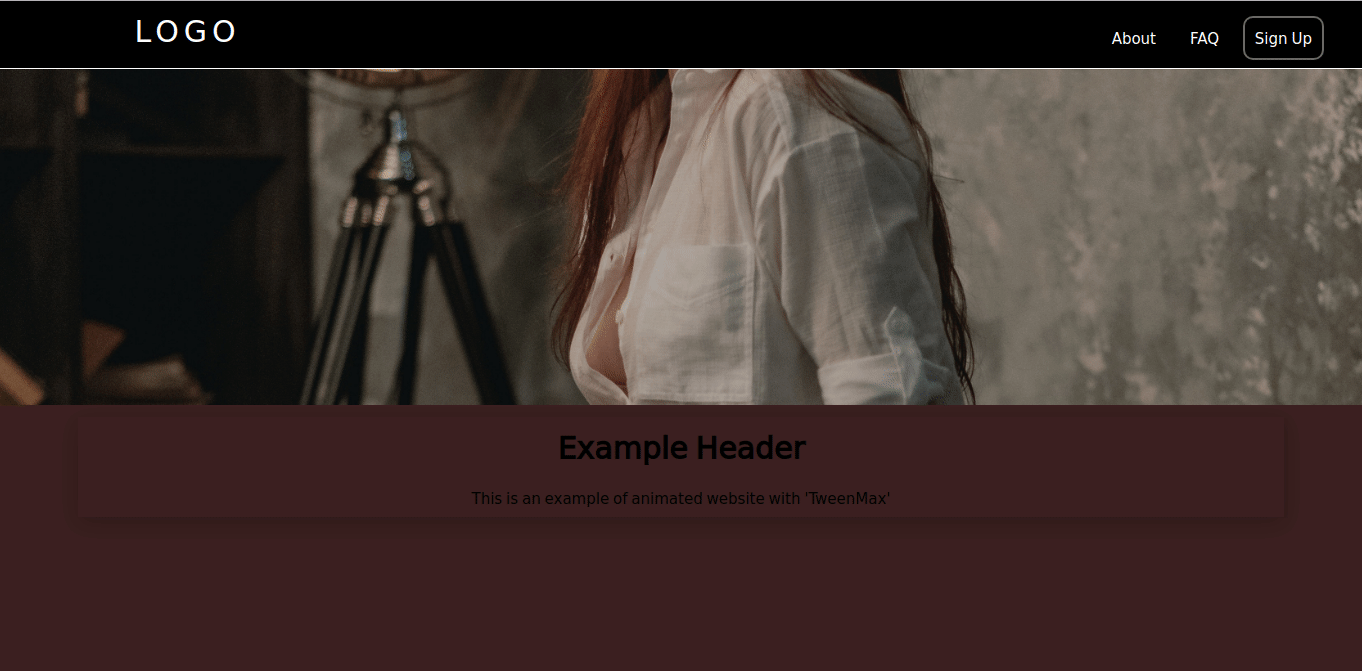 LOGO
About FAQ Sign Up
Example Header
This is an example of animated website with 'TweenMax'